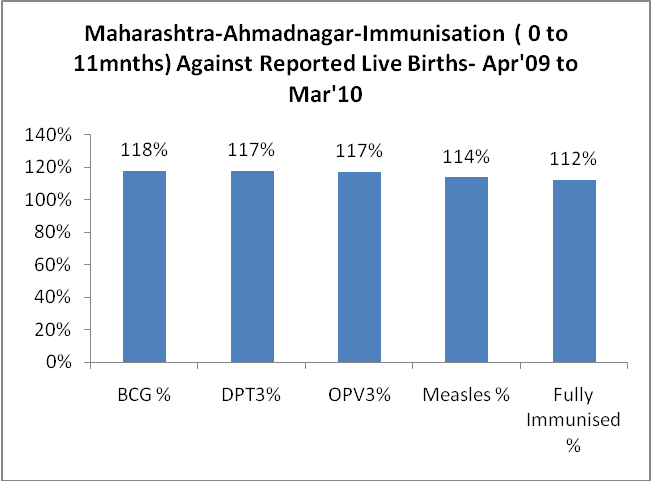 Maharashtra-Ahmadnagar-Immunisation ( 0 to
11mnths) Against Reported Live Births- Apr'09 to
Mar'10
140%
120%
100%
80%
60%
40%
20%
0%
118%
117%
117%
114%
112%
BCG %
DPT3%
OPV3%
Measles %
Fully
Immunised
%